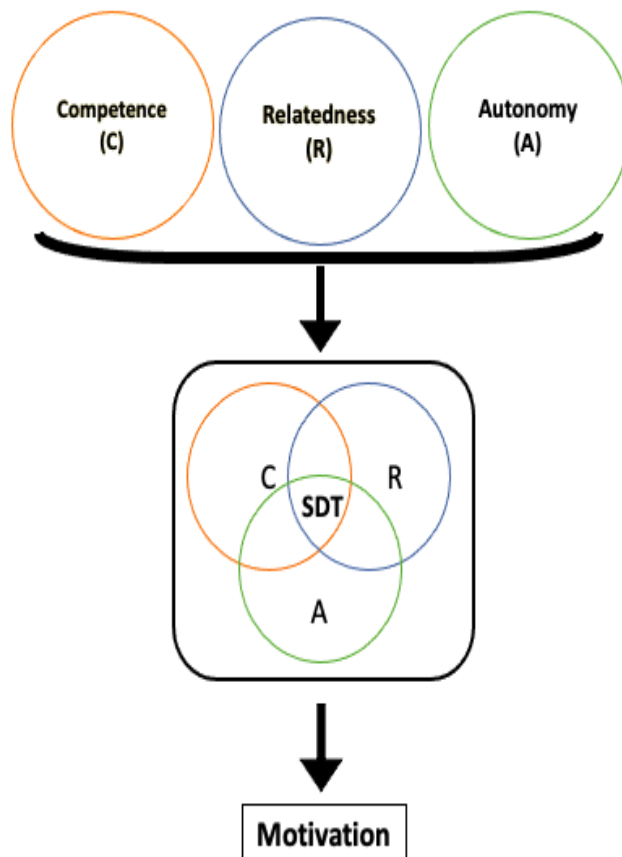 Competence
(C)
Relatedness
(R)
Autonomy
(A)
C
R
SDT
A
Motivation